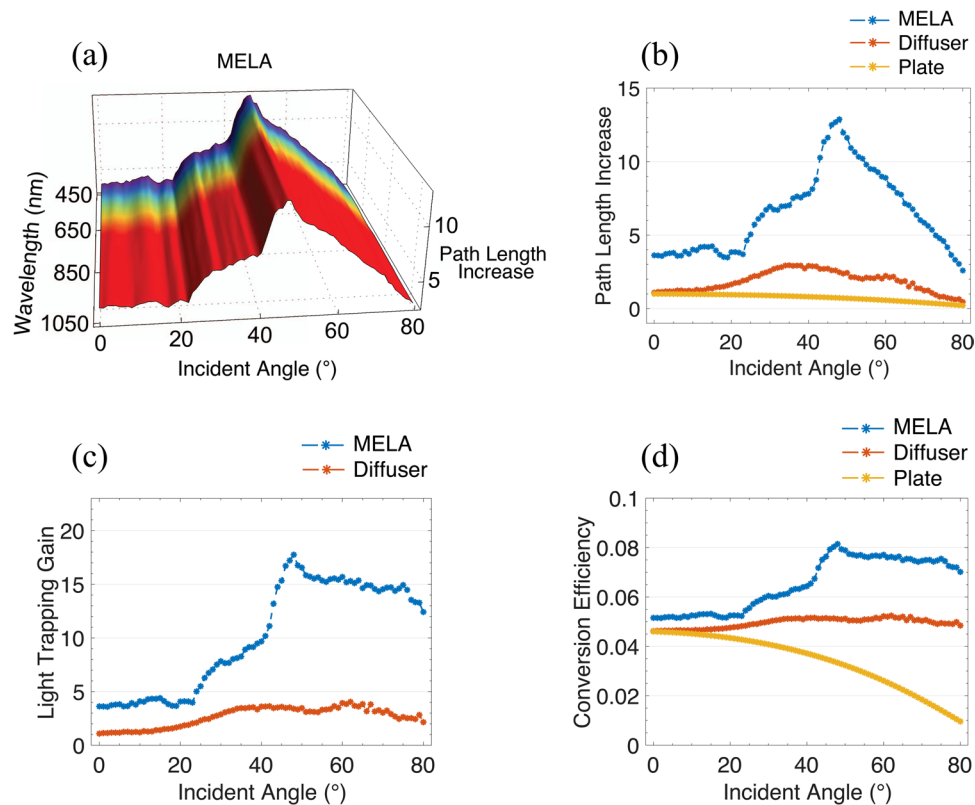 (a)
MELA
Wavelength (nm)
450
650
850
1050
0
20
40
60
80
Incident Angle (°)
10
5
Path Length
Increase
(b)
MELA
Diffuser
Plate
Path Length Increase
15
10
5
0
0
20
40
60
80
Incident Angle (°)
(c)
MELA
Diffuser
Light Trapping Gain
20
15
10
5
0
0
20
40
60
80
Incident Angle (°)
(d)
MELA
Diffuser
Plate
Conversion Efficiency
0.1
0.08
0.06
0.04
0.02
0
0
20
40
60
80
Incident Angle (°)